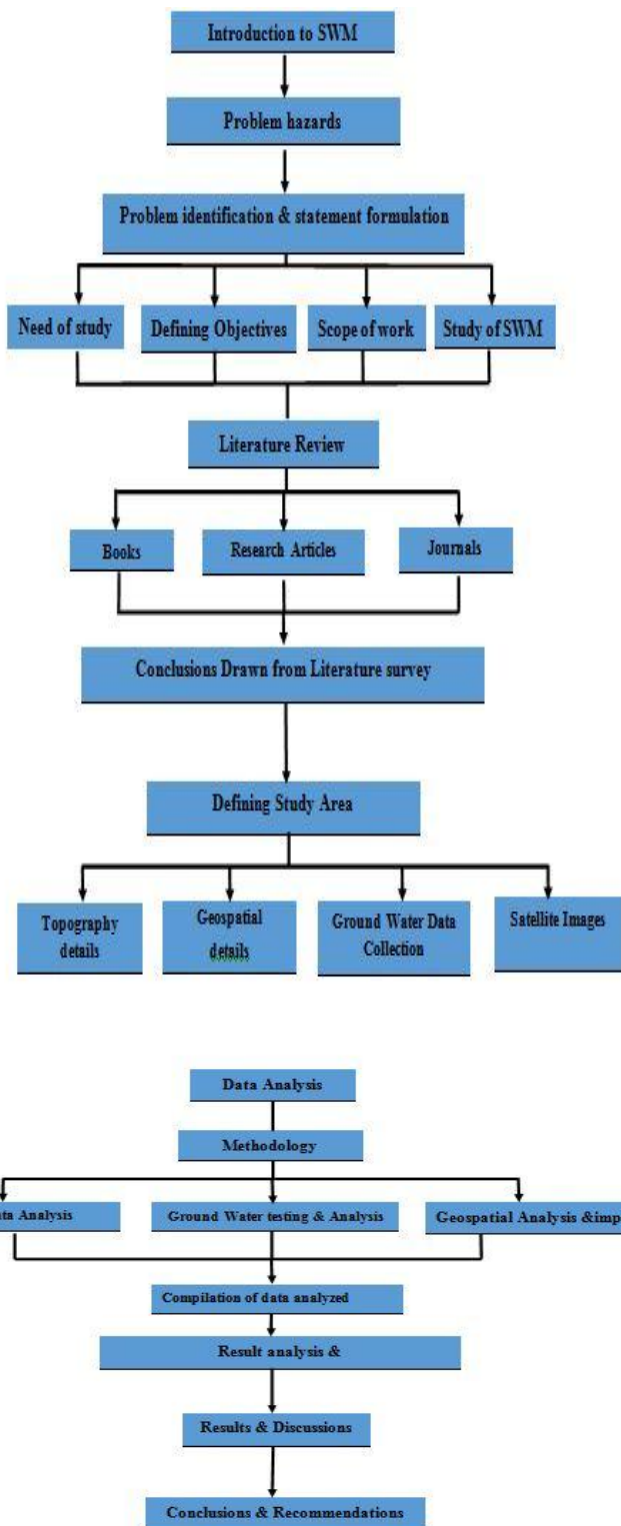 Introduction to SWM
Problem hazards
Problem identification & statement formulation
Need of study
Defining Objectives
Scope of work
Study of SWM
Literature Review
Books
Research Articles
Journals
Conclusions Drawn from Literature survey
Defining Study Area
Topography
details
Geospatial
details
Ground Water Data
Collection
Satellite Images
Data Analysis
Methodology
Analysis
Ground Water testing & Analysis
Geospatial Analysis &
Compilation of data analyzed
Result analysis &
Results & Discussions
Conclusions & Recommendations